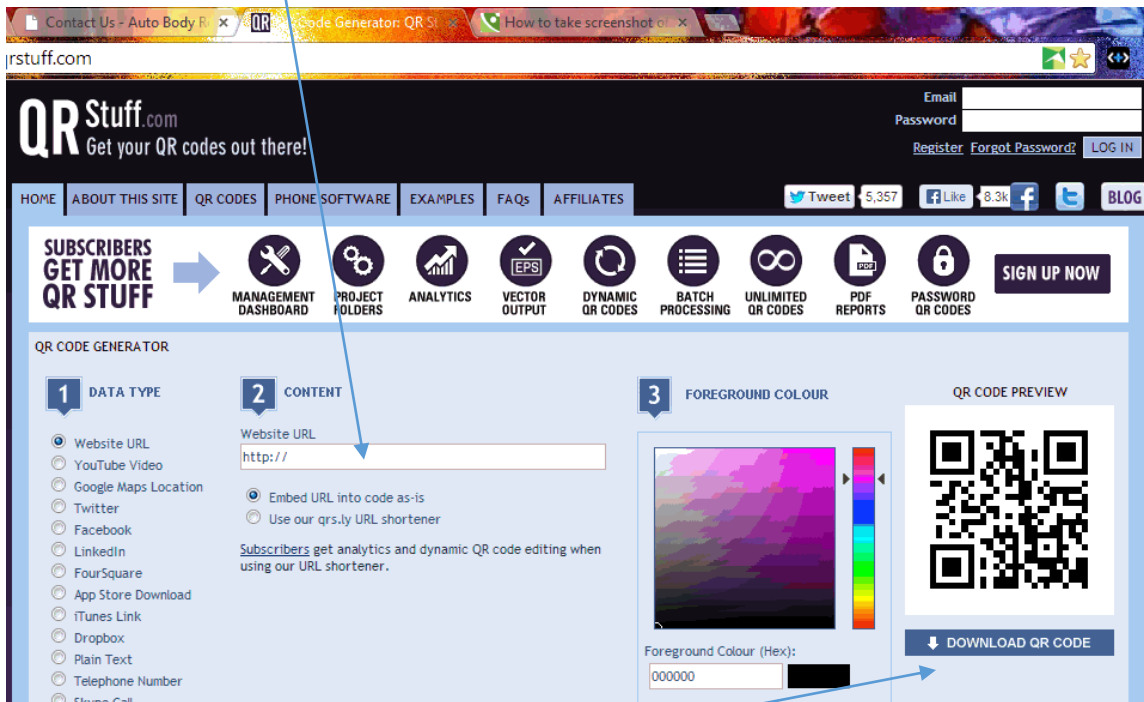 Contact Us - Auto Body R
QR Code Generator: QR St
How to take screenshot of
rstuff.com
QR Stuff.com
Get your QR codes out there!
Email
Password
Register Forgot Password? LOG IN
HOME ABOUT THIS SITE QR CODES PHONE SOFTWARE EXAMPLES FAQs AFFILIATES
Tweet 5,357 Like 8.3k BLOG
SUBSCRIBERS
GET MORE
QR STUFF
MANAGEMENT
DASHBOARD
PROJECT
FOLDERS
ANALYTICS
EPS
VECTOR
OUTPUT
DYNAMIC
QR CODES
BATCH
PROCESSING
UNLIMITED
QR CODES
PDF
PDF
REPORTS
PASSWORD
QR CODES
SIGN UP NOW
QR CODE GENERATOR
1 DATA TYPE
Website URL
YouTube Video
Google Maps Location
Twitter
Facebook
LinkedIn
FourSquare
App Store Download
iTunes Link
Dropbox
Plain Text
Telephone Number
Skype Call
2 CONTENT
Website URL
http://
Embed URL into code as-is
Use our qrs.ly URL shortener
Subscribers get analytics and dynamic QR code editing when
using our URL shortener.
3 FOREGROUND COLOUR
Foreground Colour (Hex):
000000
QR CODE PREVIEW
DOWNLOAD QR CODE